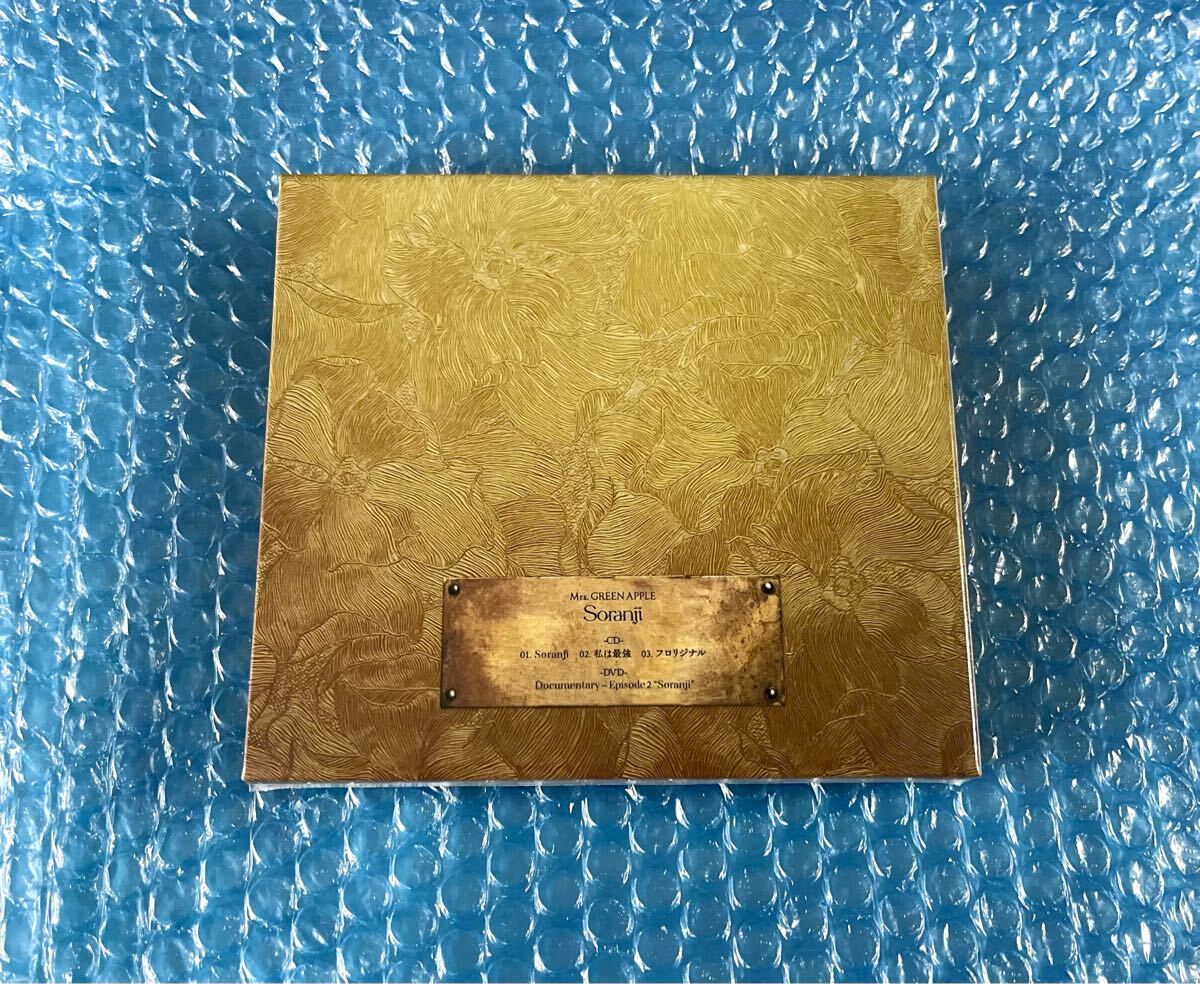 Mrs. GREEN APPLE
Soranji
-CD-
01. Soranji 02. 私は最強 03. フロリジナル
-DVD-
Documentary – Episode 2 "Soranji"